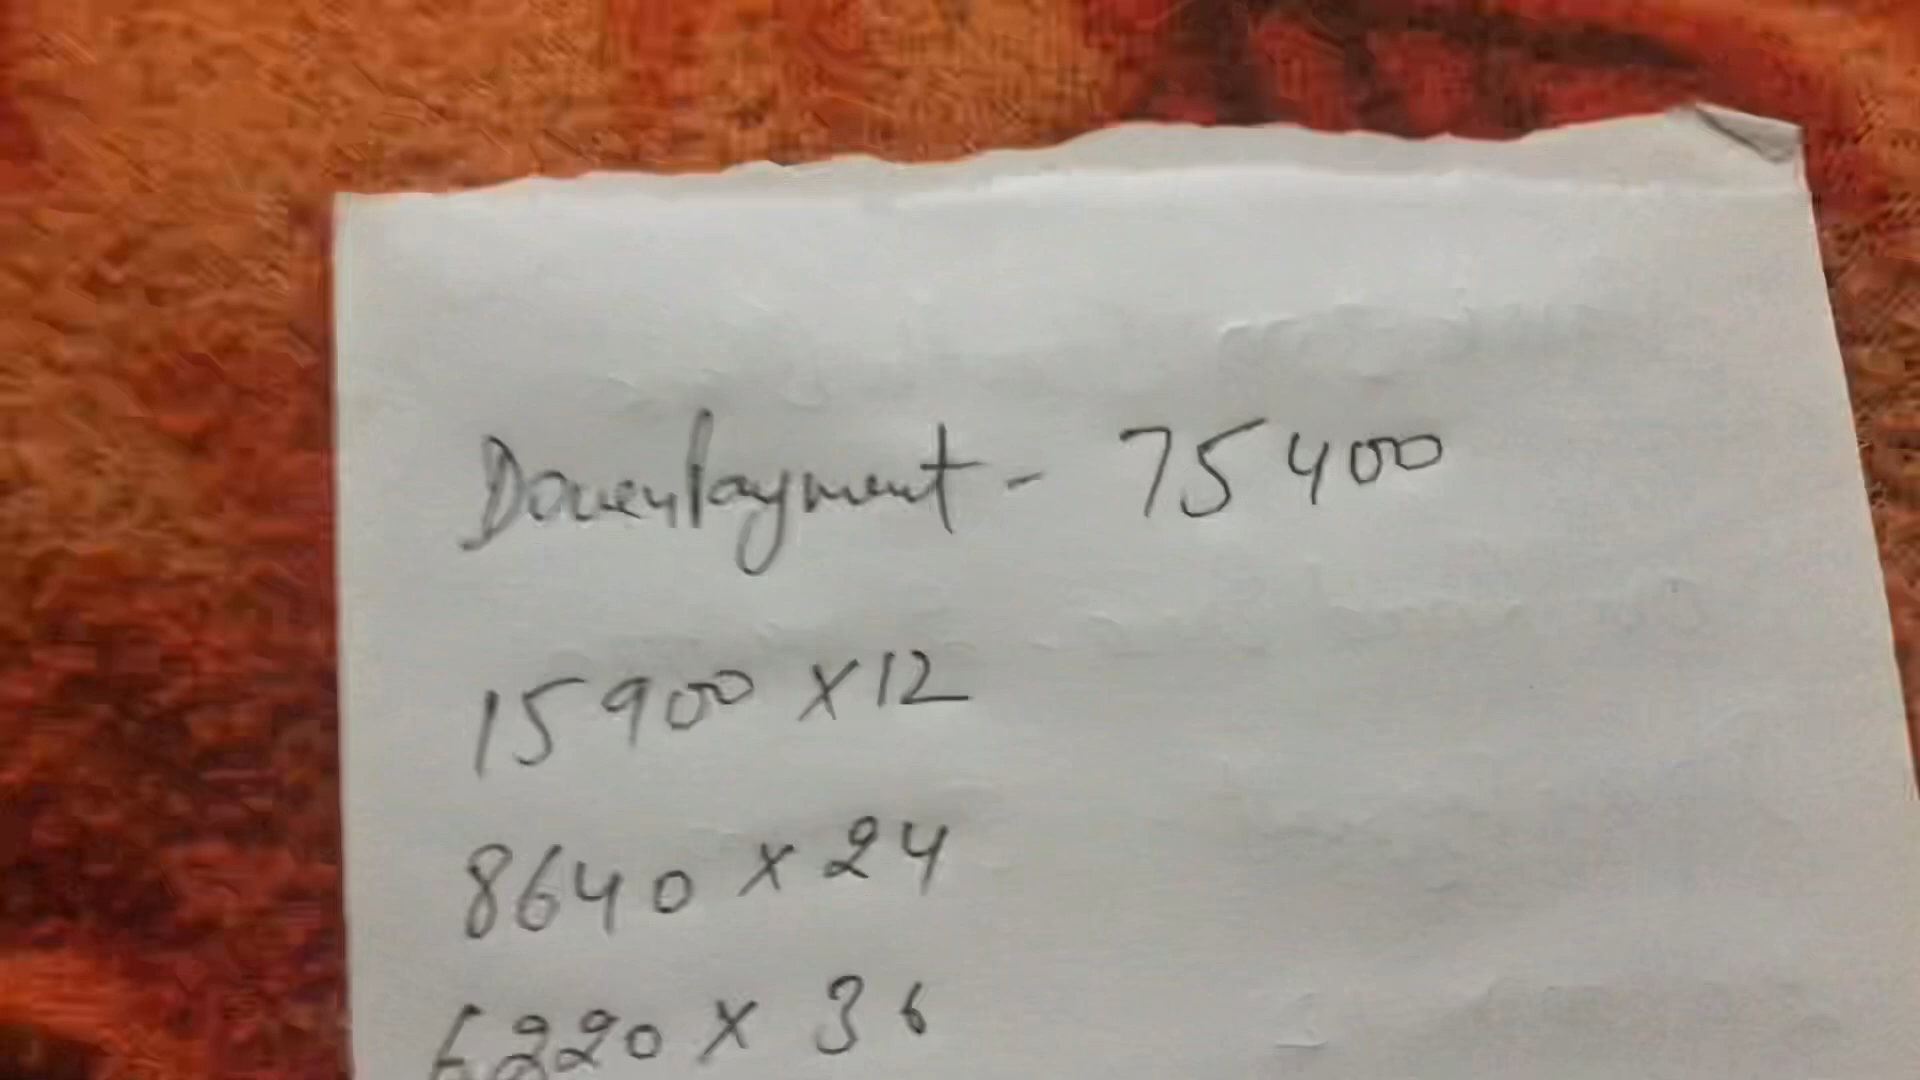 Downpayment - 75400
15900 x 12
8640 x 24
6220 x 36